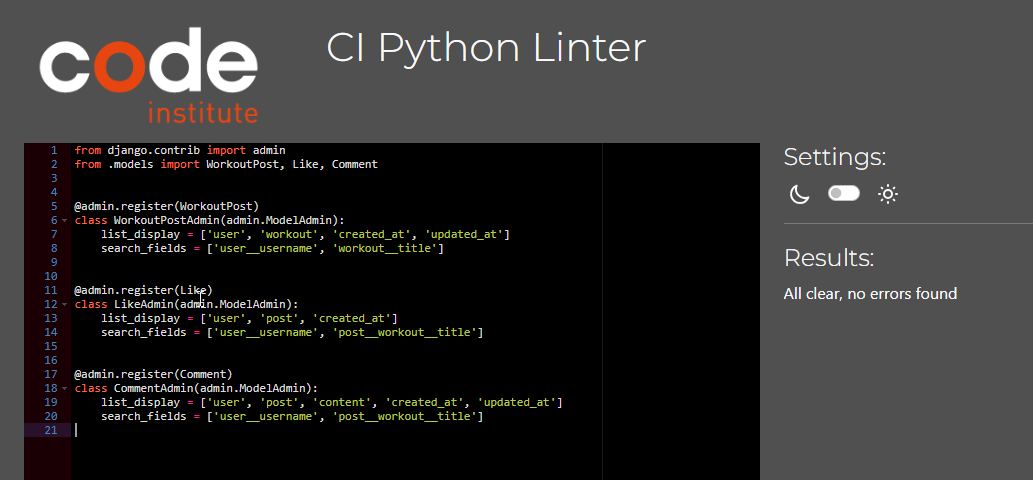 code
institute
CI Python Linter
1 from django.contrib import admin
2 from .models import WorkoutPost, Like, Comment
3
4
5 @admin.register(WorkoutPost)
6 class WorkoutPostAdmin(admin.ModelAdmin):
7     list_display = ['user', 'workout', 'created_at', 'updated_at']
8     search_fields = ['user__username', 'workout__title']
9
10
11 @admin.register(Like)
12 class LikeAdmin(admin.ModelAdmin):
13     list_display = ['user', 'post', 'created_at']
14     search_fields = ['user__username', 'post__workout__title']
15
16
17 @admin.register(Comment)
18 class CommentAdmin(admin.ModelAdmin):
19     list_display = ['user', 'post', 'content', 'created_at', 'updated_at']
20     search_fields = ['user__username', 'post__workout__title']
21
Settings:
Results:
All clear, no errors found